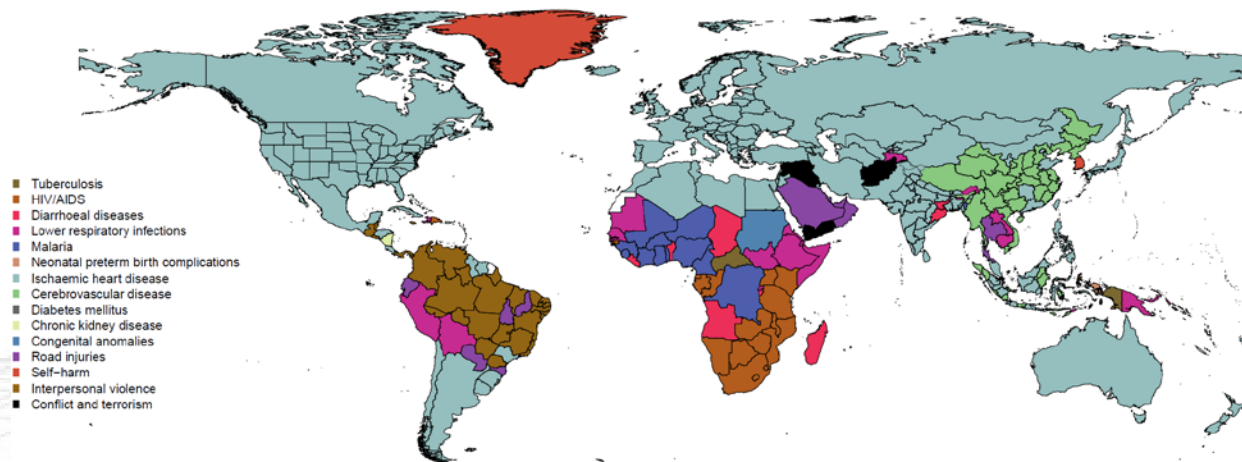 Tuberculosis
HIV/AIDS
Diarrhoeal diseases
Lower respiratory infections
Malaria
Neonatal preterm birth complications
Ischaemic heart disease
Cerebrovascular disease
Diabetes mellitus
Chronic kidney disease
Congenital anomalies
Road injuries
Self−harm
Interpersonal violence
Conflict and terrorism